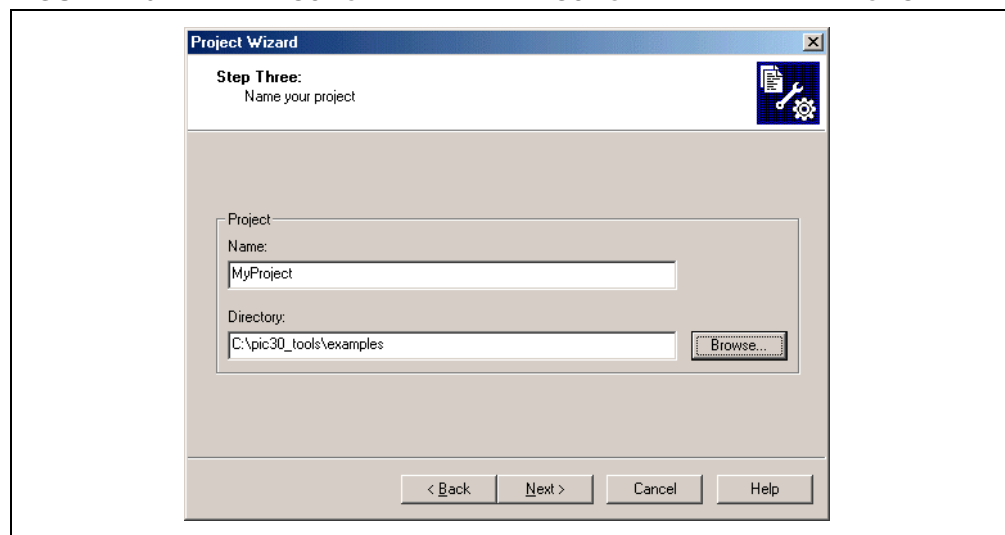 Project Wizard
Step Three:
Name your project
Project
Name:
MyProject
Directory:
C:\pic30_tools\examples
Browse...
< Back Next > Cancel Help